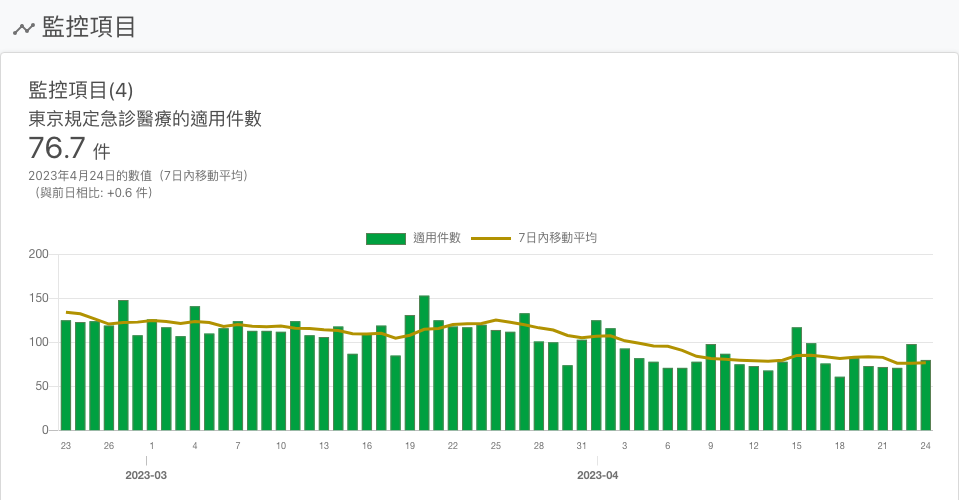 監控項目
監控項目(4)
東京規定急診醫療的適用件數
76.7 件
2023年4月24日的數值（7日內移動平均）
（與前日相比: +0.6 件）
適用件數 7日內移動平均
200
150
100
50
0
23 26 1 4 7 10 13 16 19 22 25 28 31 3 6 9 12 15 18 21 24
2023-03 2023-04